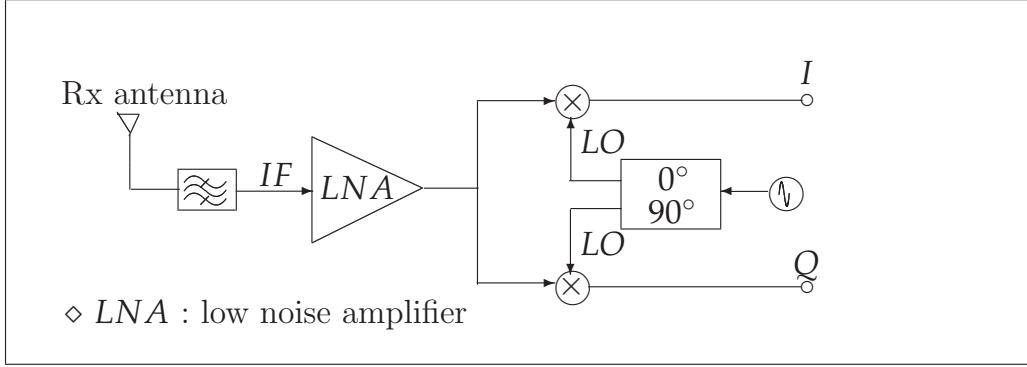 I
Rx antenna
LO
IF
LNA
0°
90°
LO
Q
◇ LNA : low noise amplifier